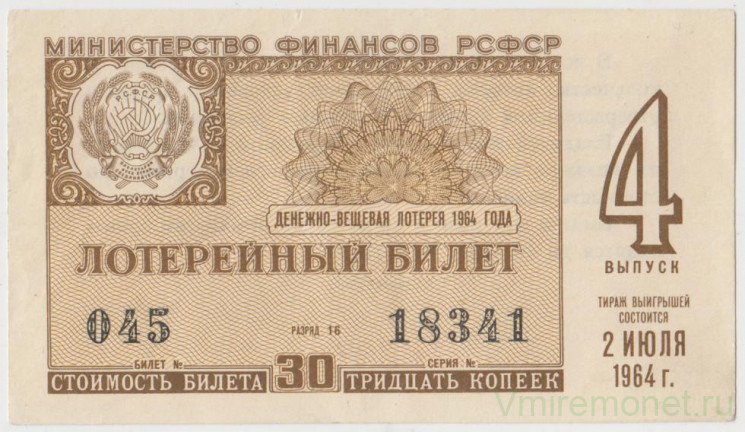 МИНИСТЕРСТВО ФИНАНСОВ РСФСР
РСФСР
ДЕНЕЖНО-ВЕЩЕВАЯ ЛОТЕРЕЯ 1964 ГОДА
ЛОТЕРЕЙНЫЙ БИЛЕТ
045 РАЗРЯД 16 18341
БИЛЕТ № СЕРИЯ №
СТОИМОСТЬ БИЛЕТА 30 ТРИДЦАТЬ КОПЕЕК
4
ВЫПУСК
ТИРАЖ ВЫИГРЫШЕЙ
СОСТОИТСЯ
2 ИЮЛЯ
1964 г.
Vmiremonet.ru